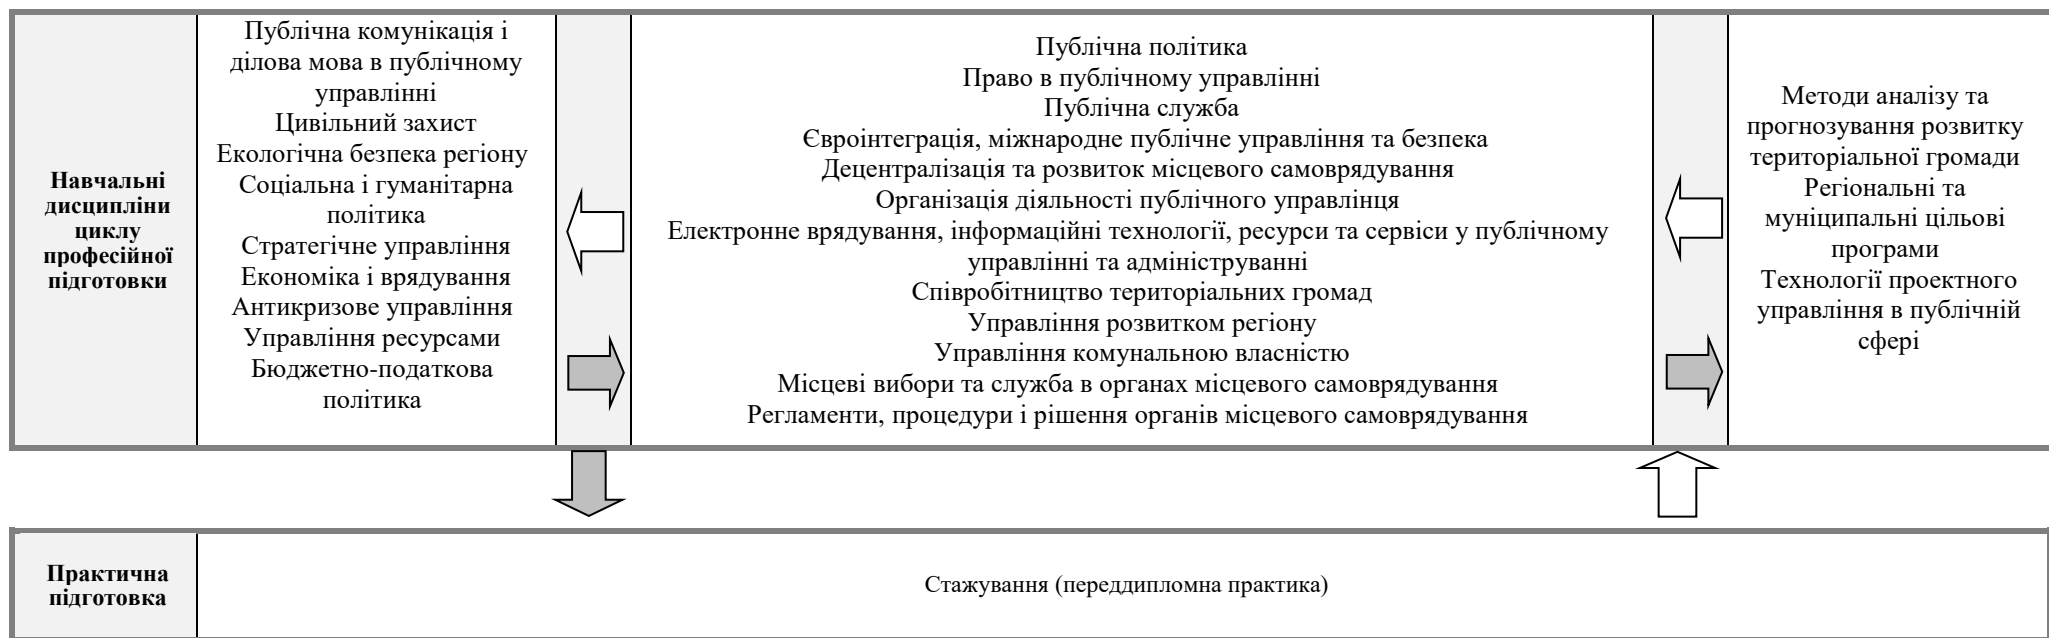 Навчальні
дисципліни
циклу
професійної
підготовки
Публічна комунікація і
ділова мова в публічному
управлінні
Цивільний захист
Екологічна безпека регіону
Соціальна і гуманітарна
політика
Стратегічне управління
Економіка і врядування
Антикризове управління
Управління ресурсами
Бюджетно-податкова
політика
Публічна політика
Право в публічному управлінні
Публічна служба
Євроінтеграція, міжнародне публічне управління та безпека
Децентралізація та розвиток місцевого самоврядування
Організація діяльності публічного управлінця
Електронне врядування, інформаційні технології, ресурси та сервіси у публічному
управлінні та адмініструванні
Співробітництво територіальних громад
Управління розвитком регіону
Управління комунальною власністю
Місцеві вибори та служба в органах місцевого самоврядування
Регламенти, процедури і рішення органів місцевого самоврядування
Методи аналізу та
прогнозування розвитку
територіальної громади
Регіональні та
муніципальні цільові
програми
Технології проектного
управління в публічній
сфері
Практична
підготовка
Стажування (переддипломна практика)